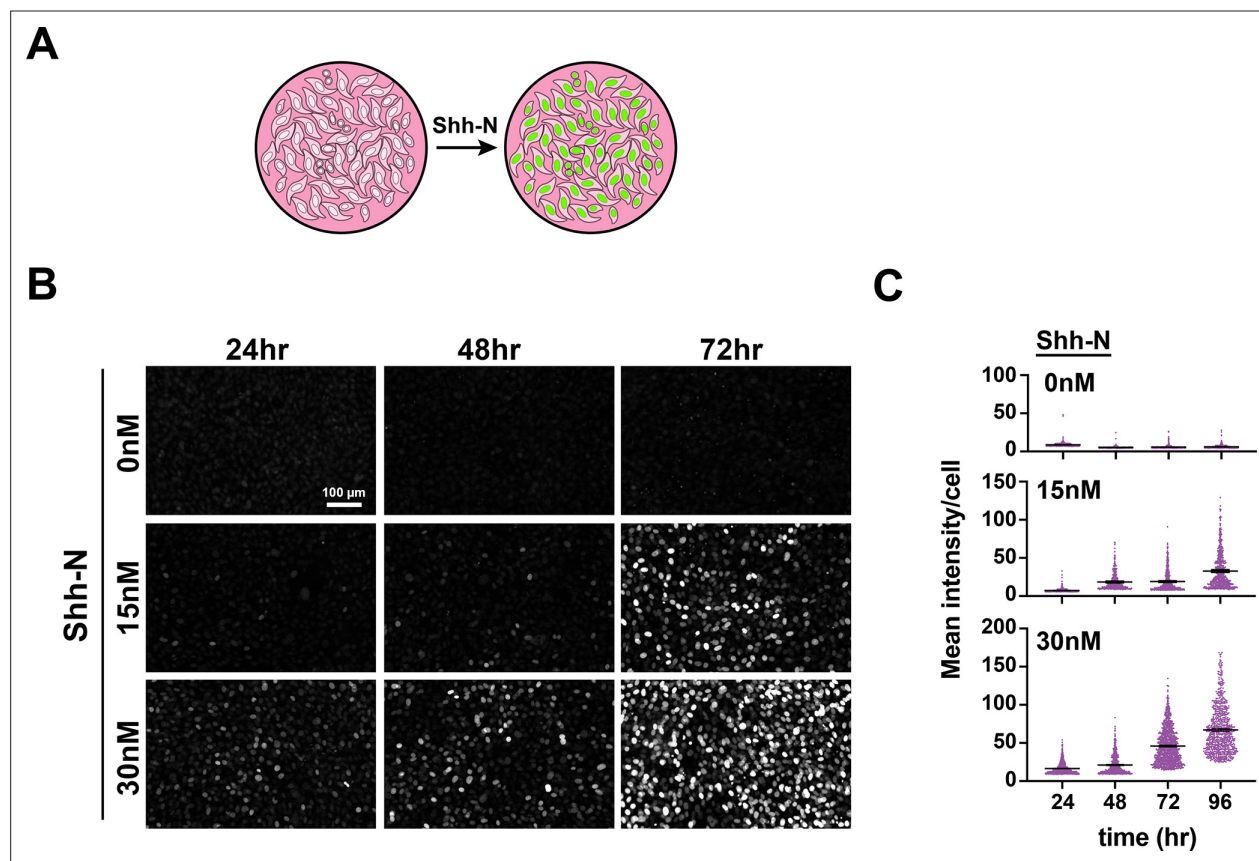 A
Shh-N
B
24hr 48hr 72hr
Shh-N
0nM
100 µm
15nM
30nM
C
Shh-N
Mean intensity/cell
0nM
100
50
0
15nM
150
100
50
0
30nM
200
150
100
50
0
24 48 72 96
time (hr)